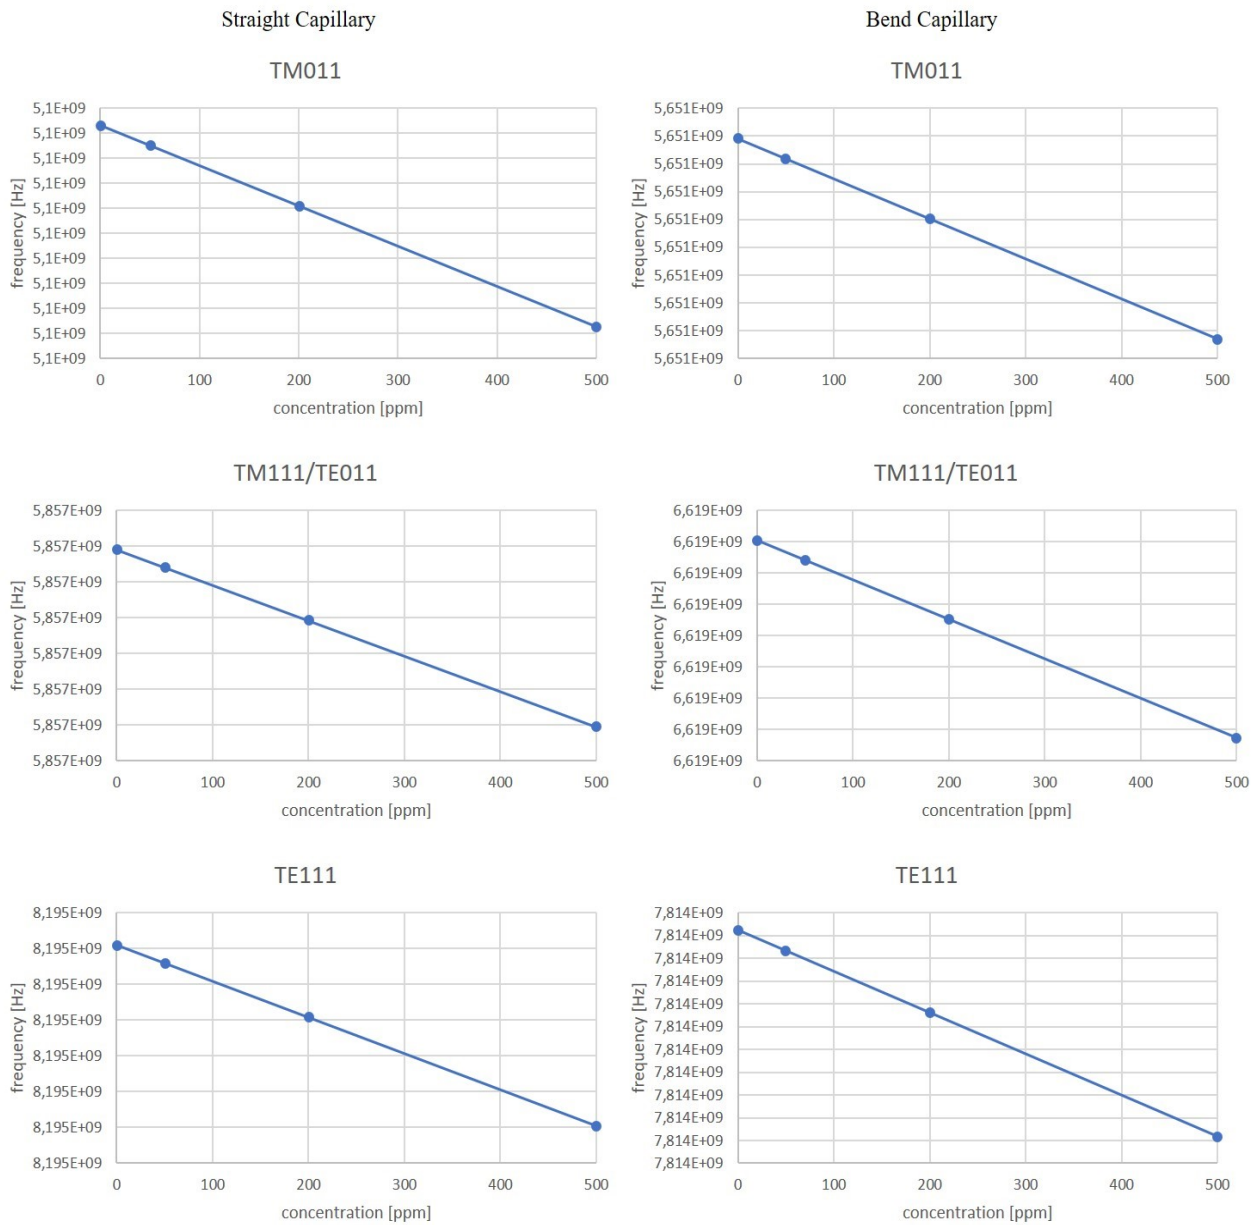 Straight Capillary
Bend Capillary
TM011
5,1E+09
5,1E+09
5,1E+09
5,1E+09
5,1E+09
5,1E+09
5,1E+09
5,1E+09
5,1E+09
5,1E+09
5,1E+09
frequency [Hz]
0 100 200 300 400 500
concentration [ppm]
TM011
5,651E+09
5,651E+09
5,651E+09
5,651E+09
5,651E+09
5,651E+09
5,651E+09
5,651E+09
5,651E+09
5,651E+09
frequency [Hz]
0 100 200 300 400 500
concentration [ppm]
TM111/TE011
5,857E+09
5,857E+09
5,857E+09
5,857E+09
5,857E+09
5,857E+09
5,857E+09
5,857E+09
frequency [Hz]
0 100 200 300 400 500
concentration [ppm]
TM111/TE011
6,619E+09
6,619E+09
6,619E+09
6,619E+09
6,619E+09
6,619E+09
6,619E+09
6,619E+09
6,619E+09
frequency [Hz]
0 100 200 300 400 500
concentration [ppm]
TE111
8,195E+09
8,195E+09
8,195E+09
8,195E+09
8,195E+09
8,195E+09
8,195E+09
8,195E+09
frequency [Hz]
0 100 200 300 400 500
concentration [ppm]
TE111
7,814E+09
7,814E+09
7,814E+09
7,814E+09
7,814E+09
7,814E+09
7,814E+09
7,814E+09
7,814E+09
7,814E+09
7,814E+09
7,814E+09
frequency [Hz]
0 100 200 300 400 500
concentration [ppm]